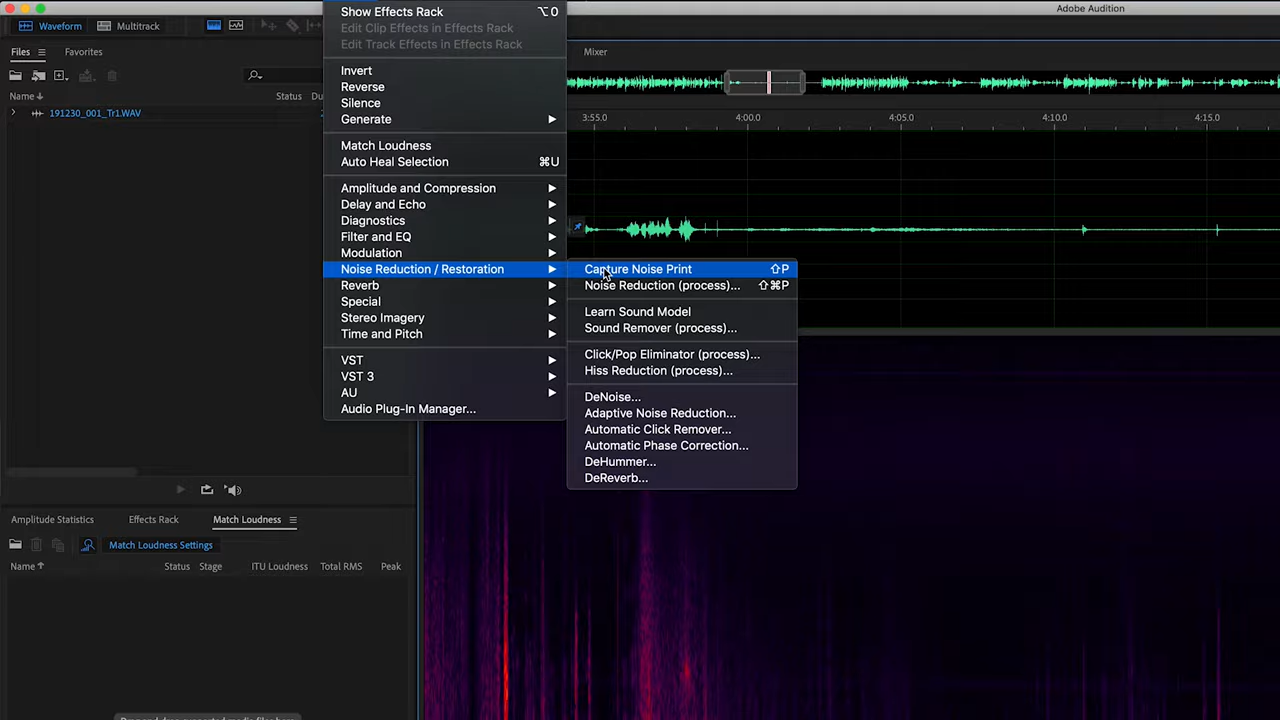 Adobe Audition
Show Effects Rack ⌥0
Edit Clip Effects in Effects Rack
Edit Track Effects in Effects Rack
Waveform Multitrack
Files Favorites
Mixer
Invert
Reverse
Silence
Generate
Name Status Du
191230_001_Tr1.WAV
3:55.0 4:00.0 4:05.0 4:10.0 4:15.0
Match Loudness
Auto Heal Selection ⌘U
Amplitude and Compression
Delay and Echo
Diagnostics
Filter and EQ
Modulation
Noise Reduction / Restoration
Reverb
Special
Stereo Imagery
Time and Pitch
VST
VST 3
AU
Audio Plug-In Manager...
Capture Noise Print ⇧P
Noise Reduction (process)... ⇧⌘P
Learn Sound Model
Sound Remover (process)...
Click/Pop Eliminator (process)...
Hiss Reduction (process)...
DeNoise...
Adaptive Noise Reduction...
Automatic Click Remover...
Automatic Phase Correction...
DeHummer...
DeReverb...
Amplitude Statistics Effects Rack Match Loudness
Match Loudness Settings
Name Status Stage ITU Loudness Total RMS Peak